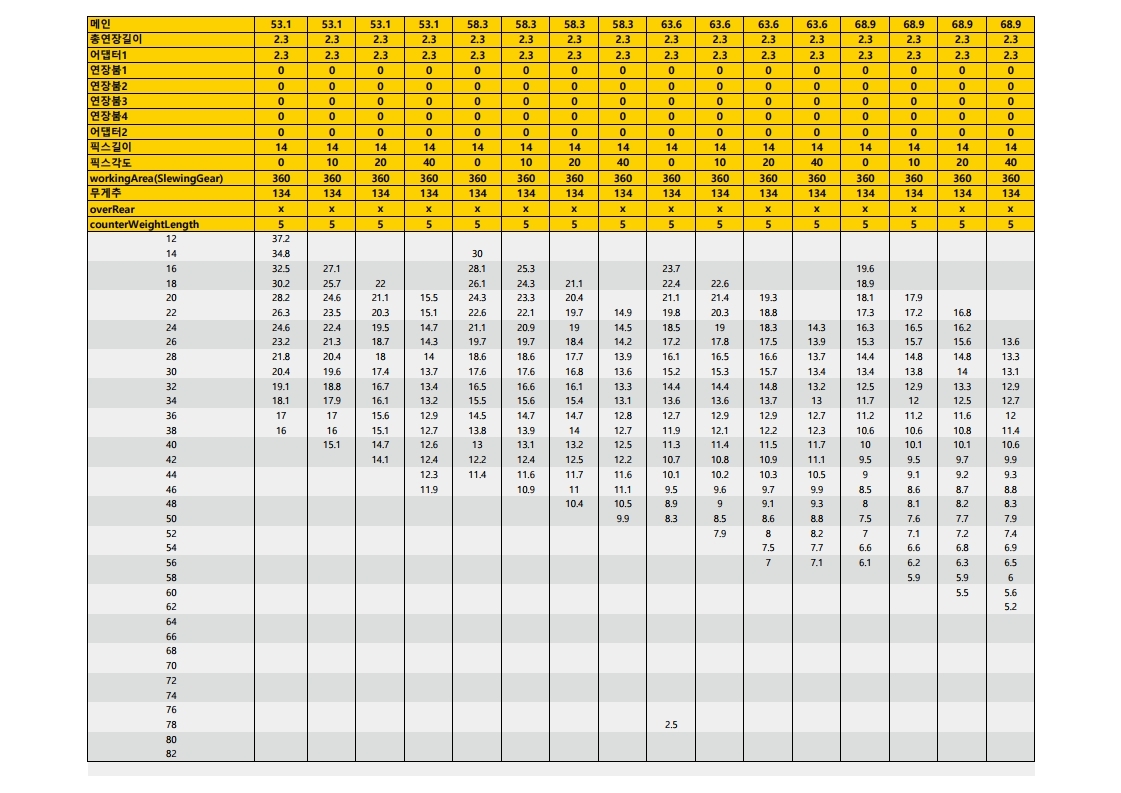 메인 53.1 53.1 53.1 53.1 58.3 58.3 58.3 58.3 63.6 63.6 63.6 63.6 68.9 68.9 68.9 68.9
총연장길이 2.3 2.3 2.3 2.3 2.3 2.3 2.3 2.3 2.3 2.3 2.3 2.3 2.3 2.3 2.3 2.3
어댑터1 2.3 2.3 2.3 2.3 2.3 2.3 2.3 2.3 2.3 2.3 2.3 2.3 2.3 2.3 2.3 2.3
연장붐1 0 0 0 0 0 0 0 0 0 0 0 0 0 0 0 0
연장붐2 0 0 0 0 0 0 0 0 0 0 0 0 0 0 0 0
연장붐3 0 0 0 0 0 0 0 0 0 0 0 0 0 0 0 0
연장붐4 0 0 0 0 0 0 0 0 0 0 0 0 0 0 0 0
어댑터2 0 0 0 0 0 0 0 0 0 0 0 0 0 0 0 0
픽스길이 14 14 14 14 14 14 14 14 14 14 14 14 14 14 14 14
픽스각도 0 10 20 40 0 10 20 40 0 10 20 40 0 10 20 40
workingArea(SlewingGear) 360 360 360 360 360 360 360 360 360 360 360 360 360 360 360 360
무게추 134 134 134 134 134 134 134 134 134 134 134 134 134 134 134 134
overRear x x x x x x x x x x x x x x x x
counterWeightLength 5 5 5 5 5 5 5 5 5 5 5 5 5 5 5 5
12 37.2
14 34.8 30
16 32.5 27.1 28.1 25.3 23.7 19.6
18 30.2 25.7 22 26.1 24.3 21.1 22.4 22.6 18.9
20 28.2 24.6 21.1 15.5 24.3 23.3 20.4 21.1 21.4 19.3 18.1 17.9
22 26.3 23.5 20.3 15.1 22.6 22.1 19.7 14.9 19.8 20.3 18.8 17.3 17.2 16.8
24 24.6 22.4 19.5 14.7 21.1 20.9 19 14.5 18.5 19 18.3 14.3 16.3 16.5 16.2
26 23.2 21.3 18.7 14.3 19.7 19.7 18.4 14.2 17.2 17.8 17.5 13.9 15.3 15.7 15.6 13.6
28 21.8 20.4 18 14 18.6 18.6 17.7 13.9 16.1 16.5 16.6 13.7 14.4 14.8 14.8 13.3
30 20.4 19.6 17.4 13.7 17.6 17.6 16.8 13.6 15.2 15.3 15.7 13.4 13.4 13.8 14 13.1
32 19.1 18.8 16.7 13.4 16.5 16.6 16.1 13.3 14.4 14.4 14.8 13.2 12.5 12.9 13.3 12.9
34 18.1 17.9 16.1 13.2 15.5 15.6 15.4 13.1 13.6 13.6 13.7 13 11.7 12 12.5 12.7
36 17 17 15.6 12.9 14.5 14.7 14.7 12.8 12.7 12.9 12.9 12.7 11.2 11.2 11.6 12
38 16 16 15.1 12.7 13.8 13.9 14 12.7 11.9 12.1 12.2 12.3 10.6 10.6 10.8 11.4
40 15.1 14.7 12.6 13 13.1 13.2 12.5 11.3 11.4 11.5 11.7 10 10.1 10.1 10.6
42 14.1 12.4 12.2 12.4 12.5 12.2 10.7 10.8 10.9 11.1 9.5 9.5 9.7 9.9
44 12.3 11.4 11.6 11.7 11.6 10.1 10.2 10.3 10.5 9 9.1 9.2 9.3
46 11.9 10.9 11 11.1 9.5 9.6 9.7 9.9 8.5 8.6 8.7 8.8
48 10.4 10.5 8.9 9 9.1 9.3 8 8.1 8.2 8.3
50 9.9 8.3 8.5 8.6 8.8 7.5 7.6 7.7 7.9
52 7.9 8 8.2 7 7.1 7.2 7.4
54 7.5 7.7 6.6 6.6 6.8 6.9
56 7 7.1 6.1 6.2 6.3 6.5
58 5.9 5.9 6
60 5.5 5.6
62 5.2
64
66
68
70
72
74
76
78 2.5
80
82